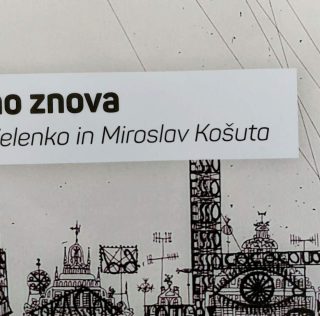 no znova
elenko in Miroslav Košuta